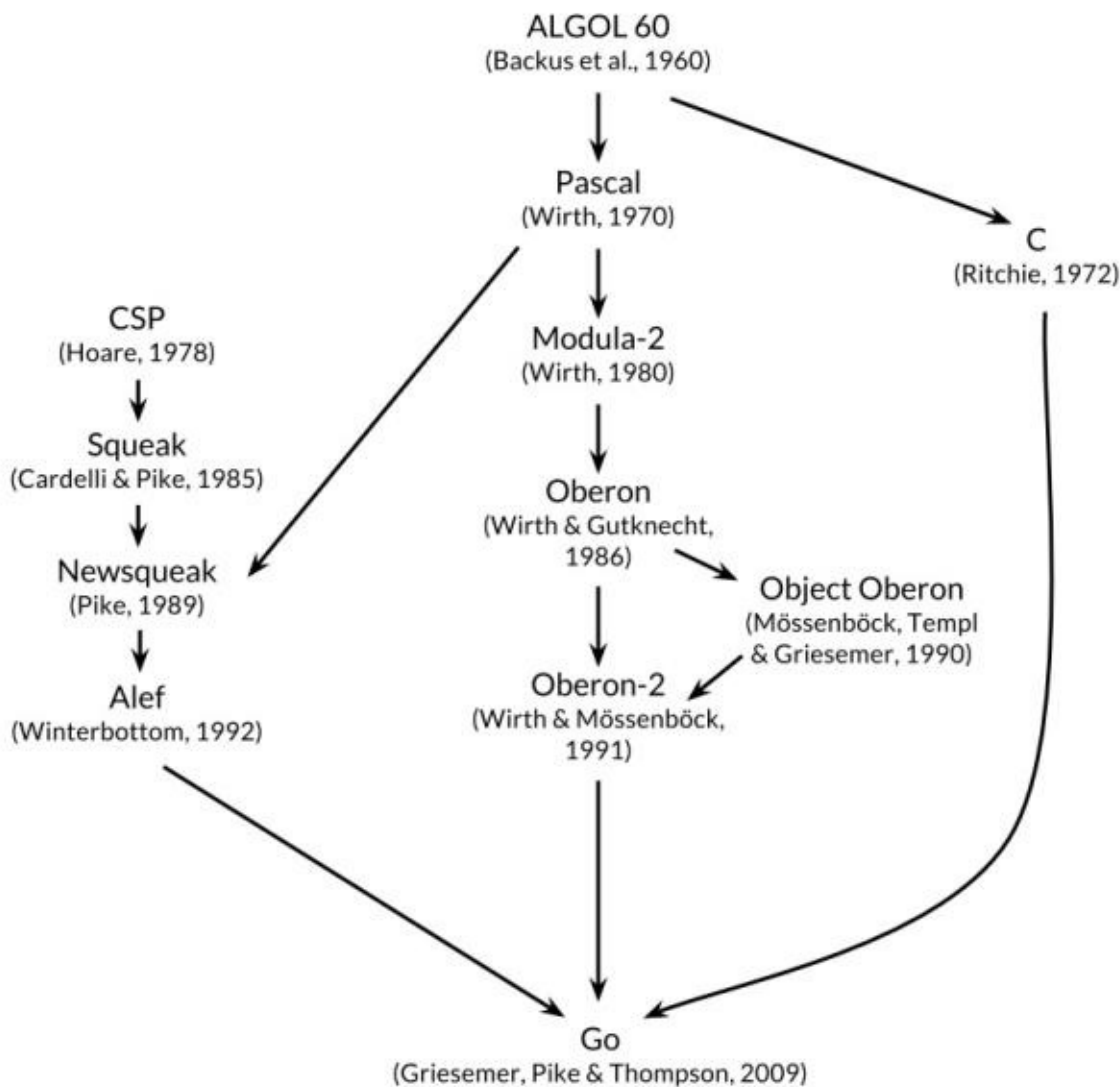 ALGOL 60
(Backus et al., 1960)
Pascal
(Wirth, 1970)
C
(Ritchie, 1972)
CSP
(Hoare, 1978)
Modula-2
(Wirth, 1980)
Squeak
(Cardelli & Pike, 1985)
Oberon
(Wirth & Gutknecht,
1986)
Newsqueak
(Pike, 1989)
Object Oberon
(Mössenböck, Templ
& Griesemer, 1990)
Oberon-2
(Wirth & Mössenböck,
1991)
Alef
(Winterbottom, 1992)
Go
(Griesemer, Pike & Thompson, 2009)